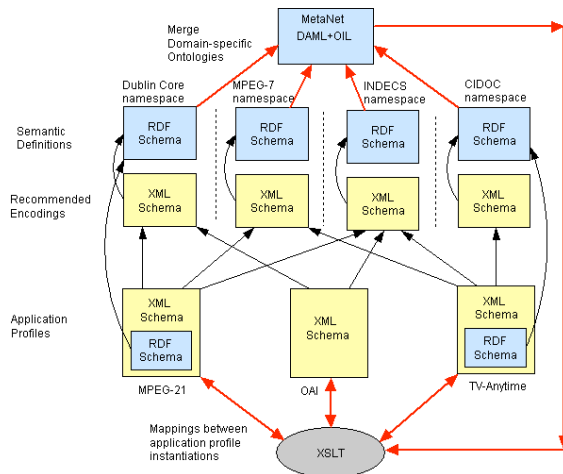 Merge
Domain-specific
Ontologies
MetaNet
DAML+OIL
Dublin Core
namespace
MPEG-7
namespace
INDECS
namespace
CIDOC
namespace
Semantic
Definitions
RDF
Schema
RDF
Schema
RDF
Schema
RDF
Schema
Recommended
Encodings
XML
Schema
XML
Schema
XML
Schema
XML
Schema
Application
Profiles
XML
Schema
RDF
Schema
MPEG-21
XML
Schema
OAI
XML
Schema
RDF
Schema
TV-Anytime
Mappings between
application profile
instantiations
XSLT